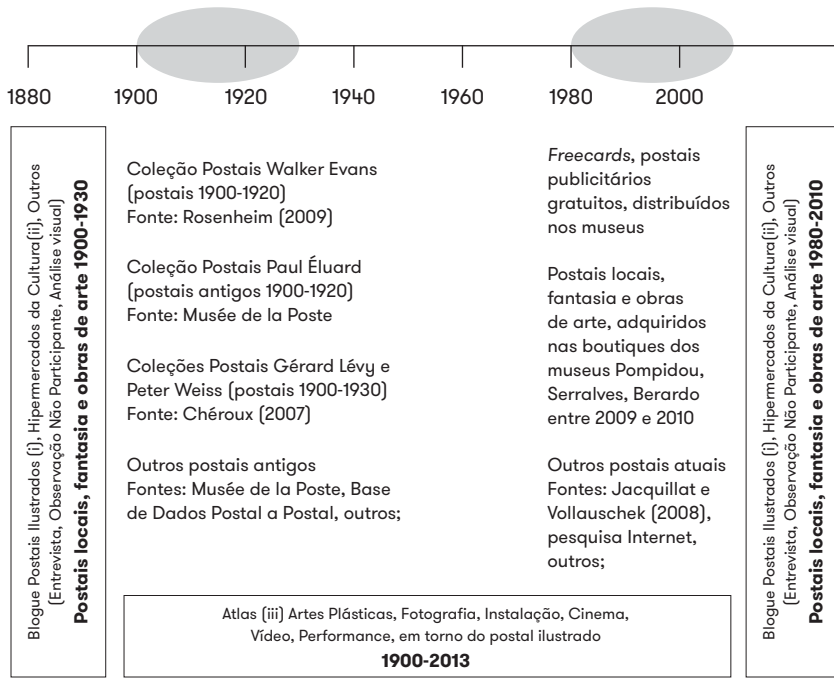 1880 1900 1920 1940 1960 1980 2000
Blogue Postais Ilustrados (i), Hipermercados da Cultura(ii), Outros
(Entrevista, Observação Não Participante, Análise visual)
Postais locais, fantasia e obras de arte 1900-1930
Coleção Postais Walker Evans
(postais 1900-1920)
Fonte: Rosenheim (2009)
Coleção Postais Paul Éluard
(postais antigos 1900-1920)
Fonte: Musée de la Poste
Coleções Postais Gérard Lévy e
Peter Weiss (postais 1900-1930)
Fonte: Chéroux (2007)
Outros postais antigos
Fontes: Musée de la Poste, Base
de Dados Postal a Postal, outros;
Freecards, postais
publicitários
gratuitos, distribuídos
nos museus
Postais locais,
fantasia e obras
de arte, adquiridos
nas boutiques dos
museus Pompidou,
Serralves, Berardo
entre 2009 e 2010
Outros postais atuais
Fontes: Jacquillat e
Vollauschek (2008),
pesquisa Internet,
outros;
Blogue Postais Ilustrados (i), Hipermercados da Cultura(ii), Outros
(Entrevista, Observação Não Participante, Análise visual)
Postais locais, fantasia e obras de arte 1980-2010
Atlas (iii) Artes Plásticas, Fotografia, Instalação, Cinema,
Vídeo, Performance, em torno do postal ilustrado
1900-2013